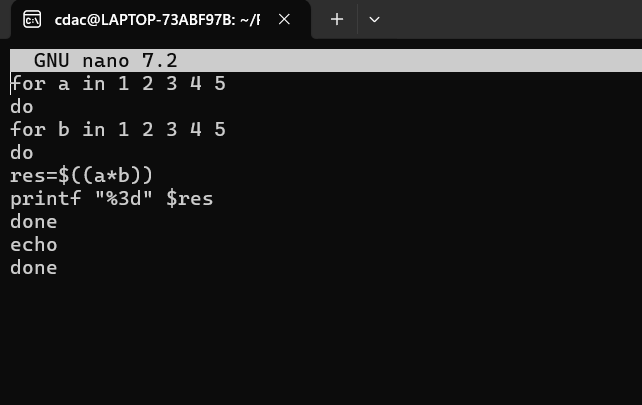 cdac@LAPTOP-73ABF97B: ~/
GNU nano 7.2
for a in 1 2 3 4 5
do
for b in 1 2 3 4 5
do
res=$((a*b))
printf "%3d" $res
done
echo
done